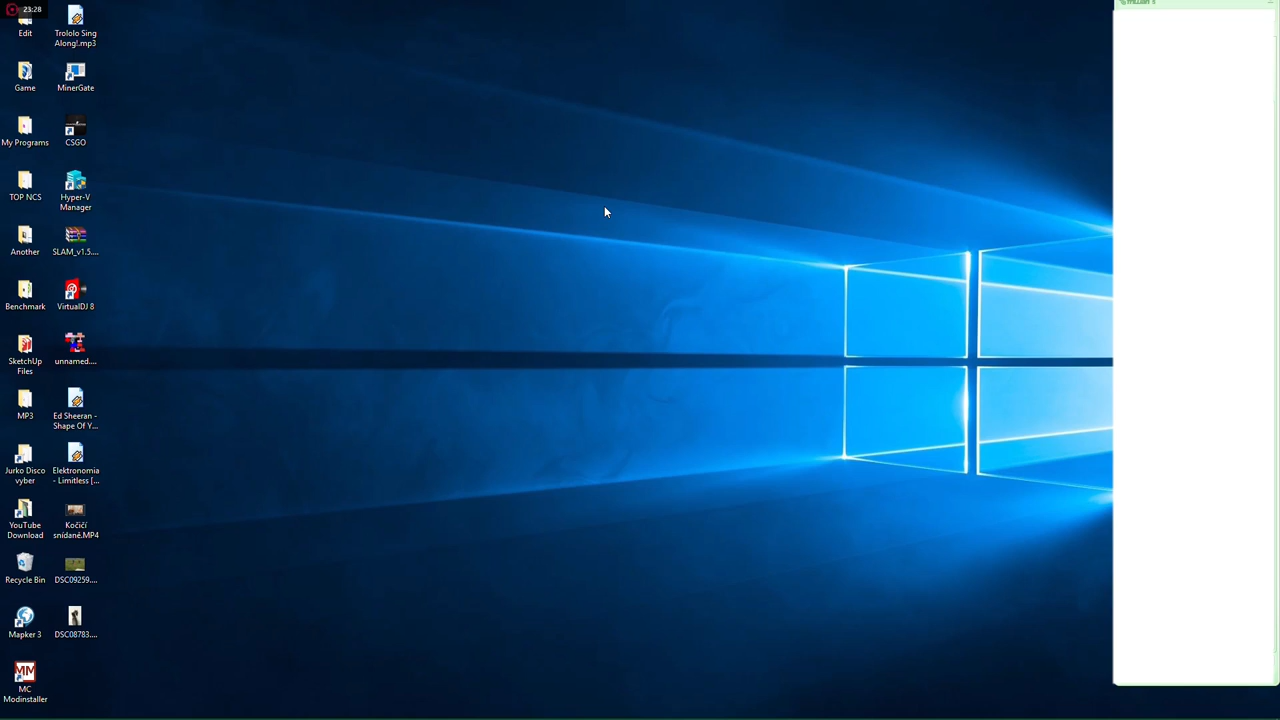 23:28
Edit
Trololo Sing
Along!.mp3
Game
MinerGate
My Programs
CSGO
TOP NCS
Hyper-V
Manager
Another
SLAM_v1.5....
Benchmark
VirtualDJ 8
SketchUp
Files
unnamed....
MP3
Ed Sheeran -
Shape Of Y...
Jurko Disco
vyber
Elektronomia
- Limitless [...
YouTube
Download
Kočičí
snídaně.MP4
Recycle Bin
DSC09259....
Mapker 3
DSC08783....
MM
MC
Modinstaller